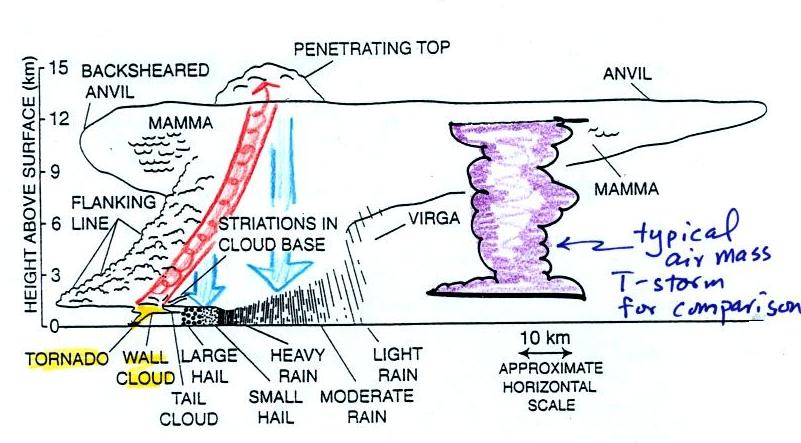 PENETRATING TOP
BACKSHEARED
ANVIL
ANVIL
MAMMA
HEIGHT ABOVE SURFACE (km)
15
12
9
6
3
0
FLANKING
LINE
STRIATIONS IN
CLOUD BASE
VIRGA
MAMMA
typical
air mass
T-storm
for comparison
TORNADO
WALL
CLOUD
LARGE
HAIL
TAIL
CLOUD
HEAVY
RAIN
SMALL
HAIL
MODERATE
RAIN
LIGHT
RAIN
10 km
APPROXIMATE
HORIZONTAL
SCALE